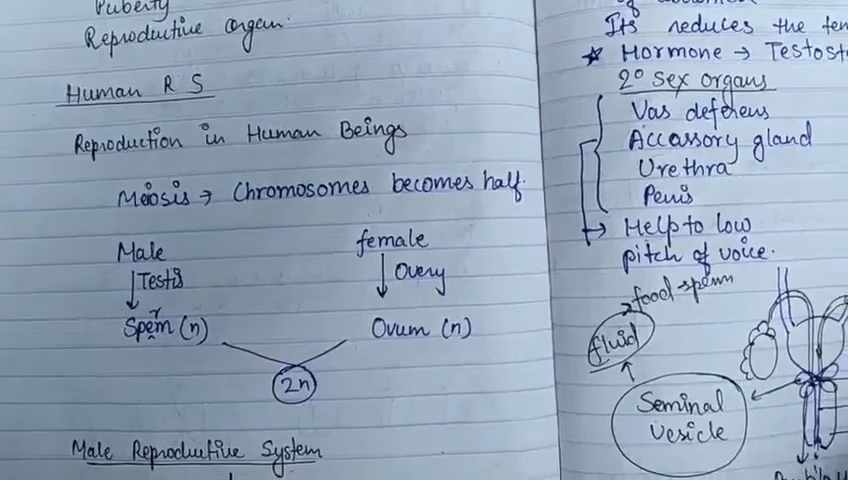 Puberty
Reproductive organ.
Human R S
Reproduction in Human Beings
Meiosis → Chromosomes becomes half.
Male
female
Testis
Overy
Sperm (n)
Ovum (n)
2n
Male Reproductive System
Its reduces the tem
★ Hormone → Testost
2° Sex organs
Vas deferens
Accassory gland
Urethra
Penis
→ Help to low
pitch of voice.
food sperm
fluid
Seminal
Vesicle